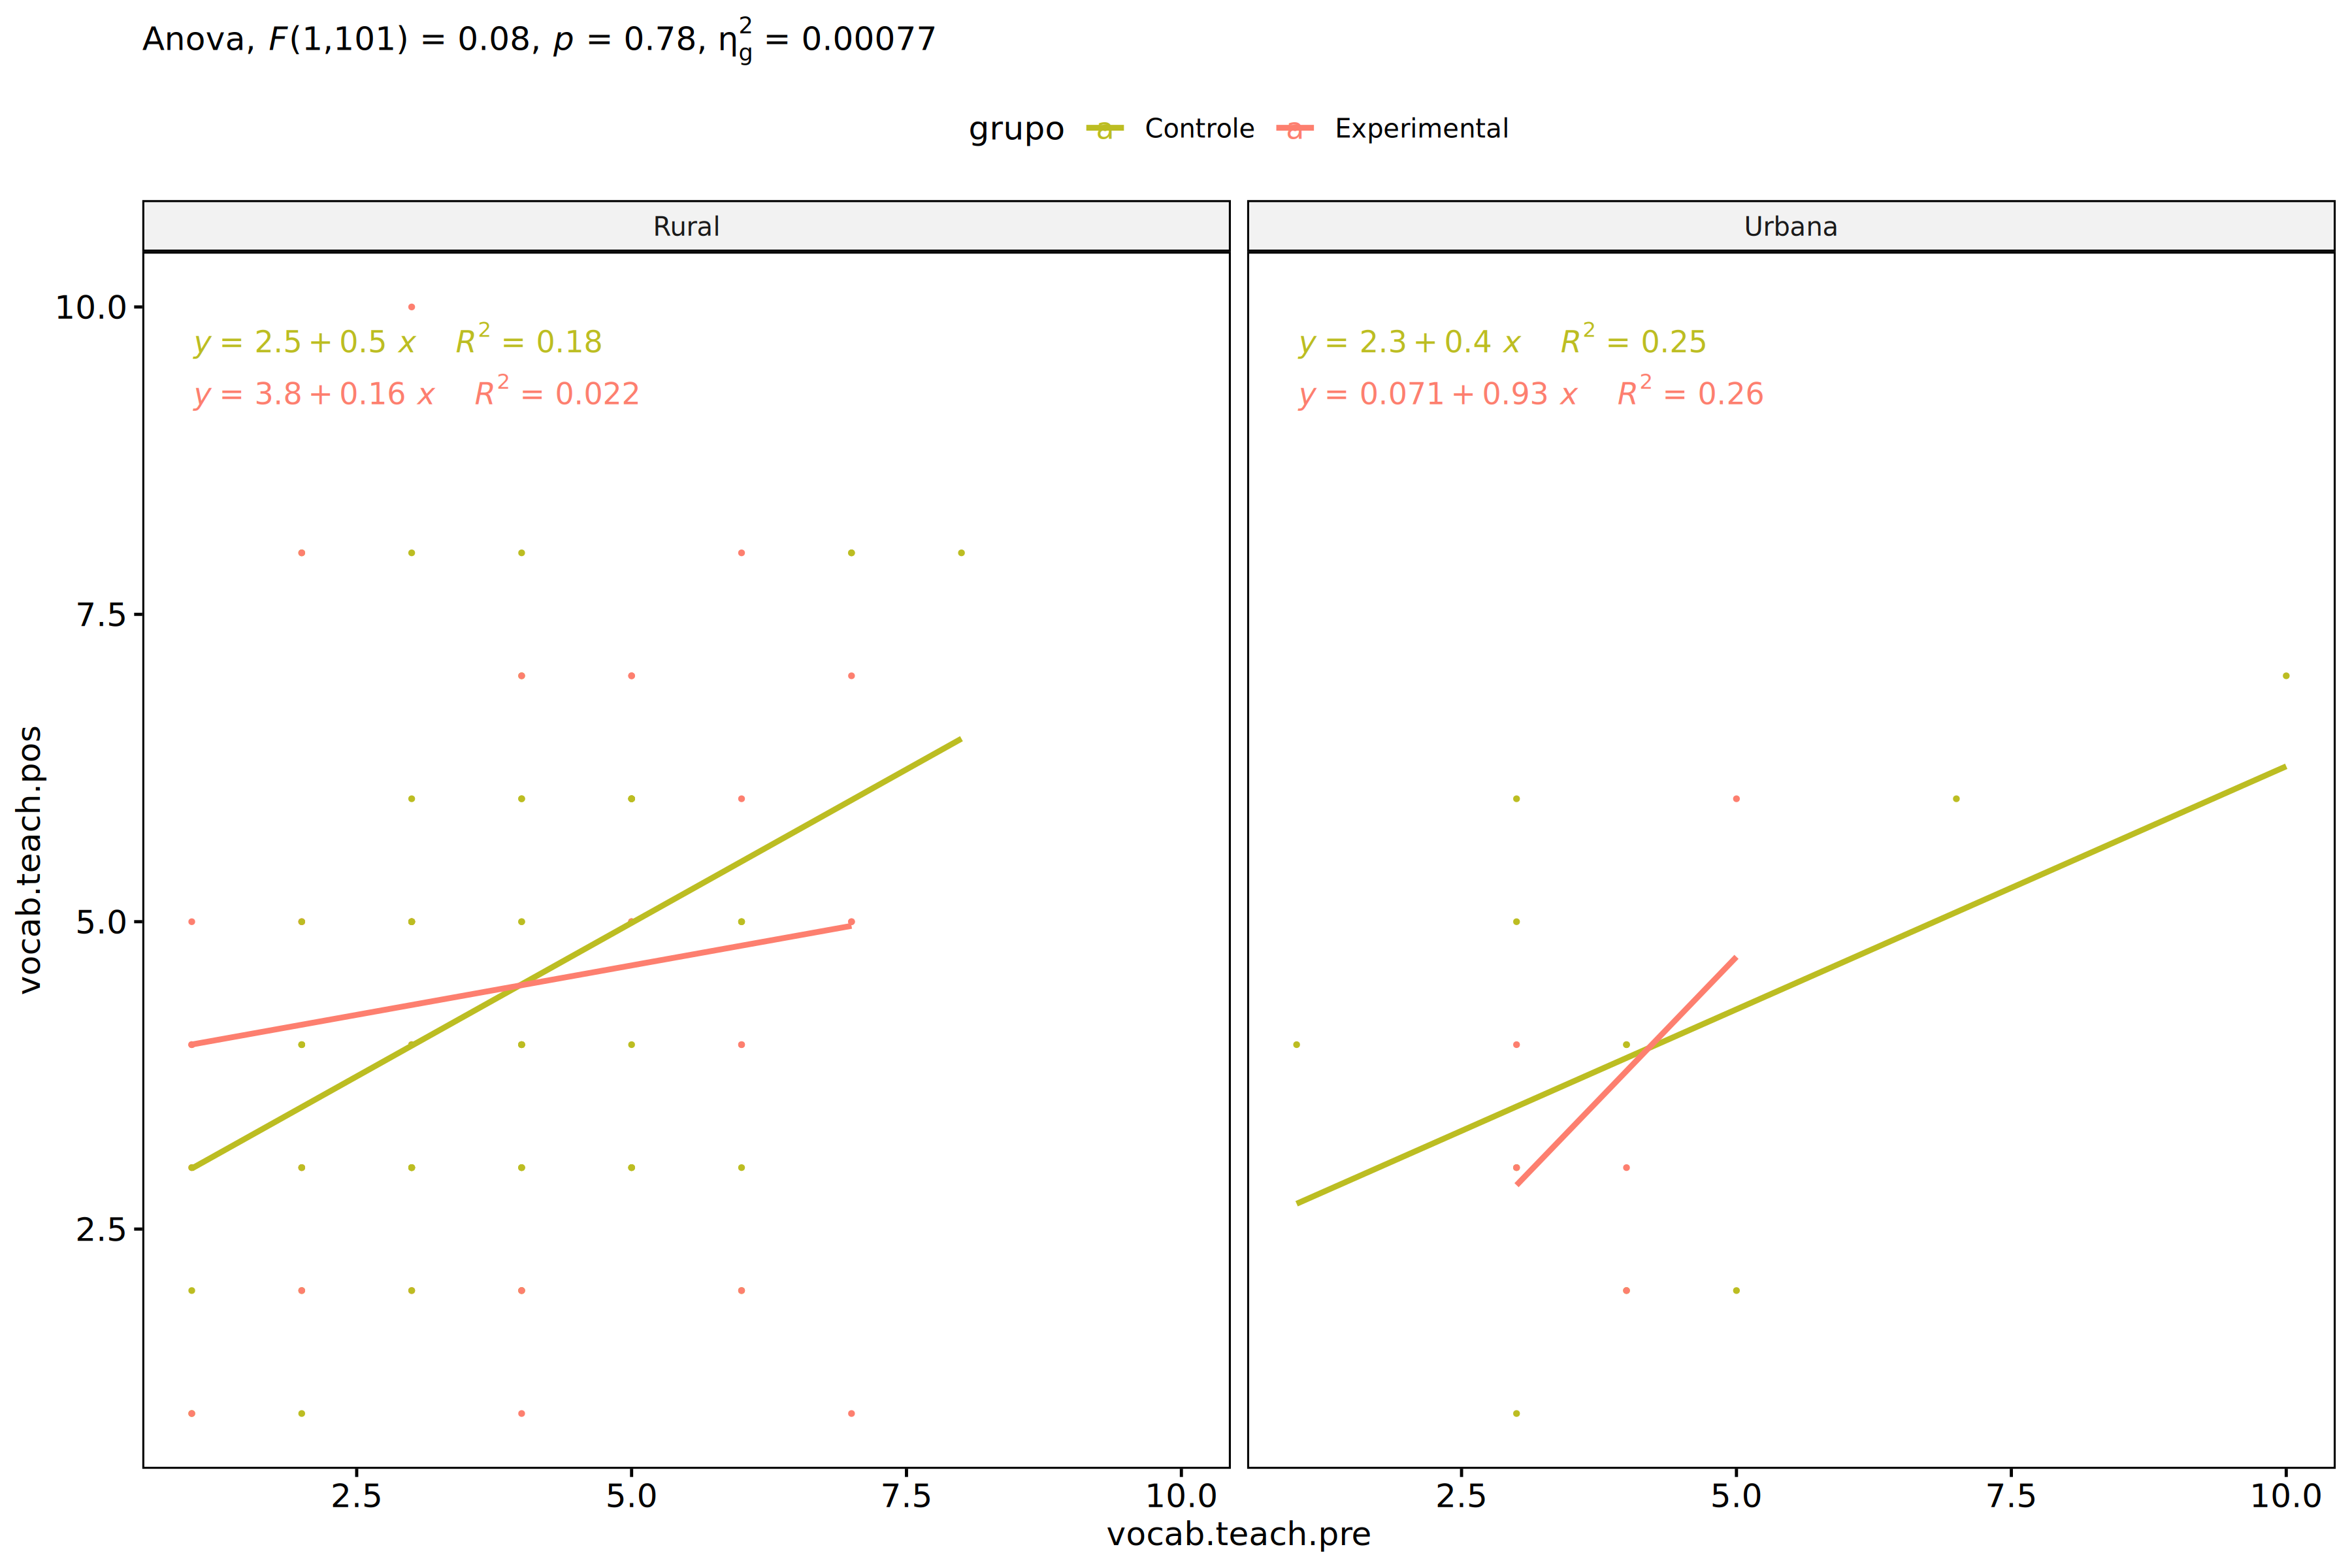 Anova, F(1,101) = 0.08, p = 0.78, η²g = 0.00077
grupo a Controle a Experimental
Rural
Urbana
y = 2.5 + 0.5 x R² = 0.18
y = 3.8 + 0.16 x R² = 0.022
y = 2.3 + 0.4 x R² = 0.25
y = 0.071 + 0.93 x R² = 0.26
10.0
7.5
5.0
2.5
vocab.teach.pos
2.5 5.0 7.5 10.0
2.5 5.0 7.5 10.0
vocab.teach.pre